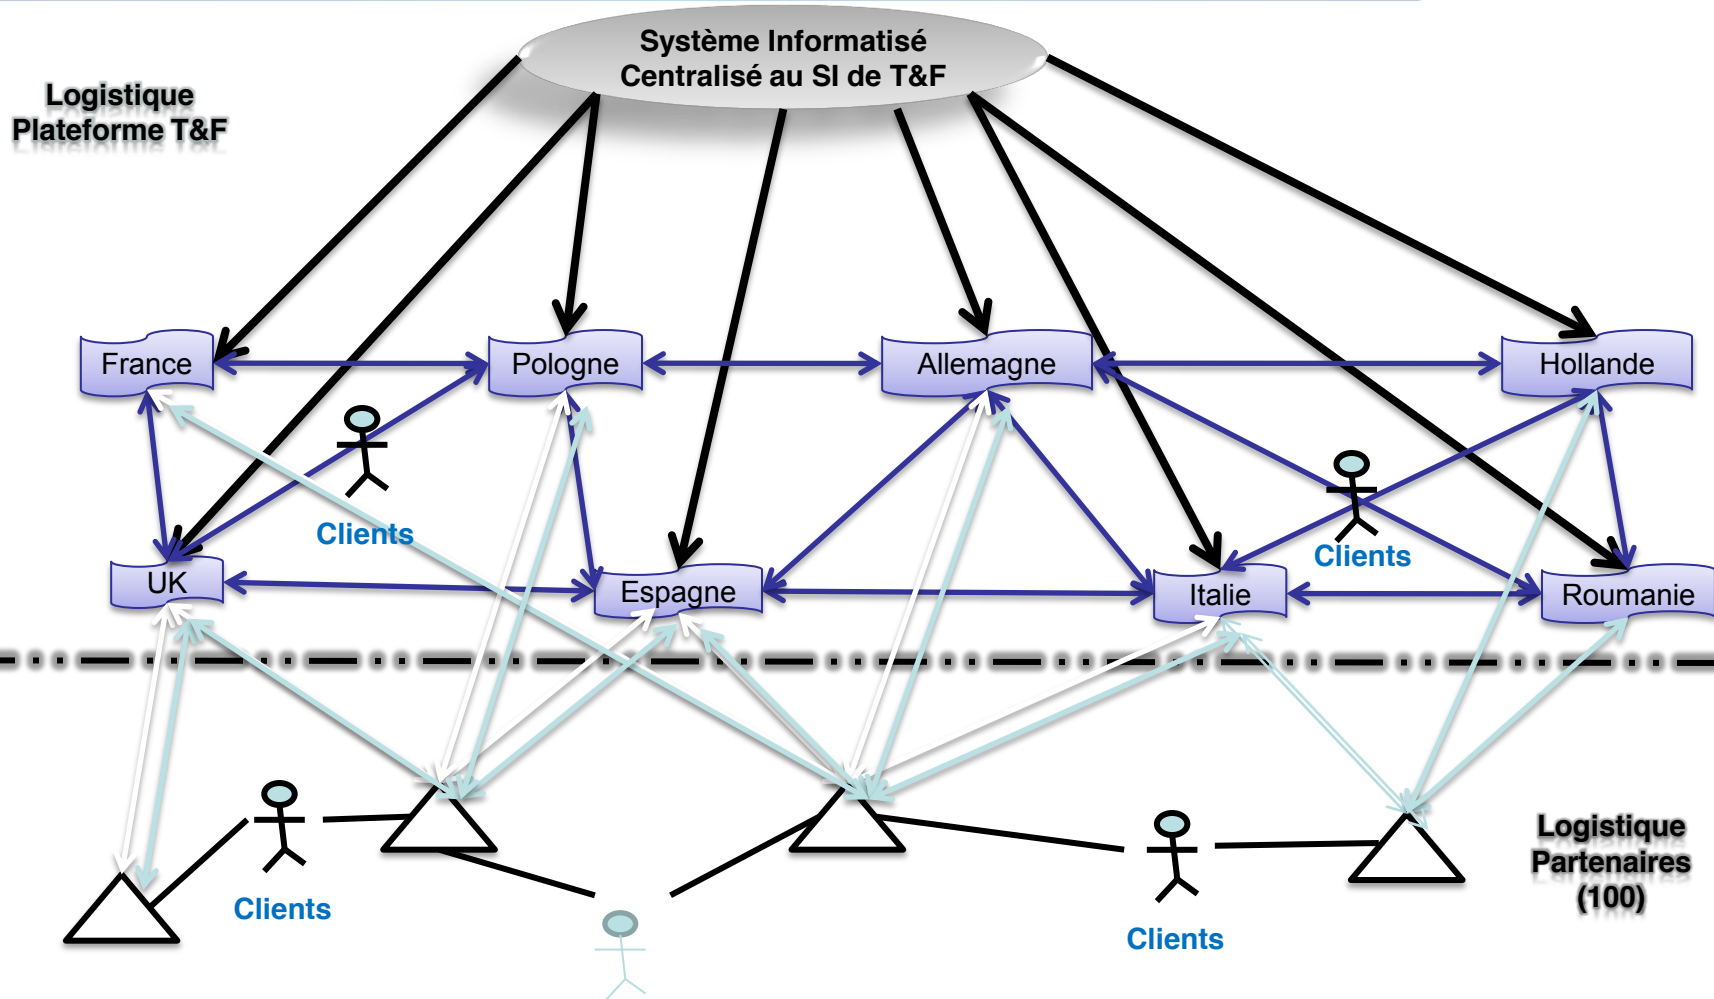 Système Informatisé
Centralisé au SI de T&F
Logistique
Plateforme T&F
France
Pologne
Allemagne
Hollande
Clients
Clients
UK
Espagne
Italie
Roumanie
Logistique
Partenaires
(100)
Clients
Clients